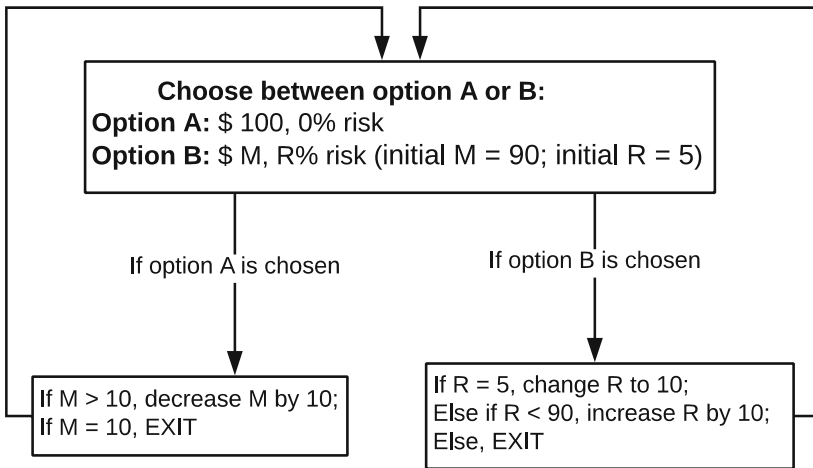 Choose between option A or B:
Option A: $ 100, 0% risk
Option B: $ M, R% risk (initial M = 90; initial R = 5)
If option A is chosen
If option B is chosen
If M > 10, decrease M by 10;
If M = 10, EXIT
If R = 5, change R to 10;
Else if R < 90, increase R by 10;
Else, EXIT